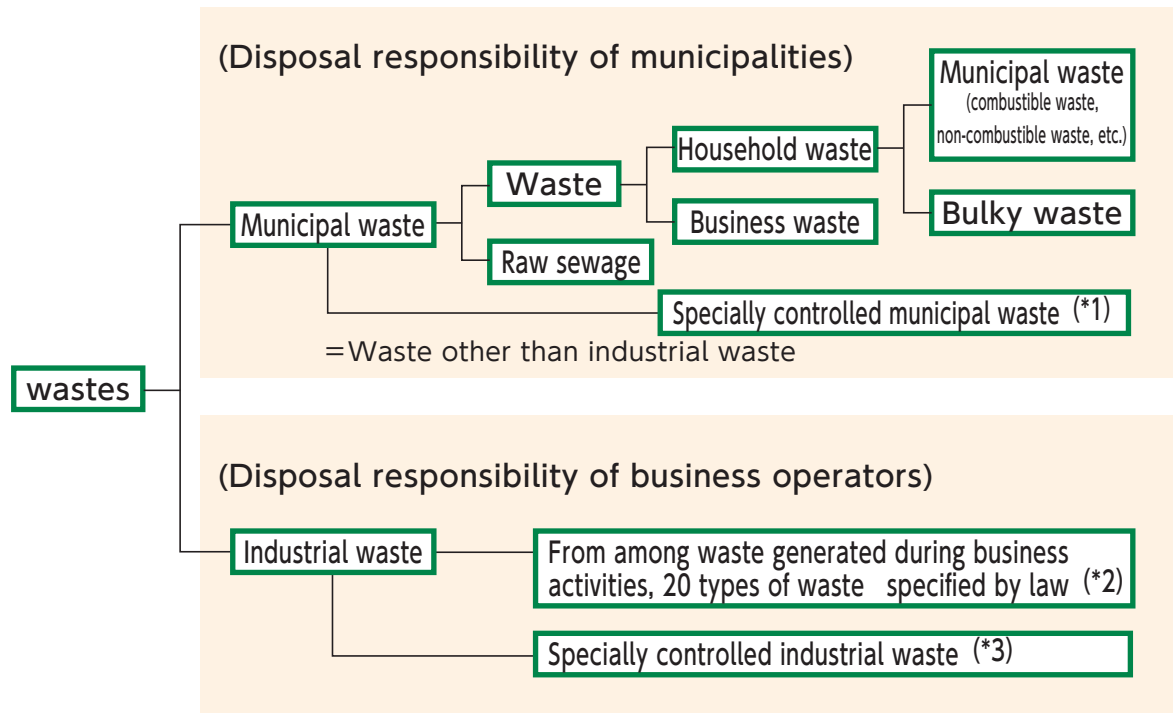 (Disposal responsibility of municipalities)
Municipal waste
(combustible waste,
non-combustible waste, etc.)
Household waste
Waste
Bulky waste
Business waste
Municipal waste
Raw sewage
Specially controlled municipal waste (*1)
=Waste other than industrial waste
wastes
(Disposal responsibility of business operators)
Industrial waste
From among waste generated during business
activities, 20 types of waste specified by law (*2)
Specially controlled industrial waste (*3)